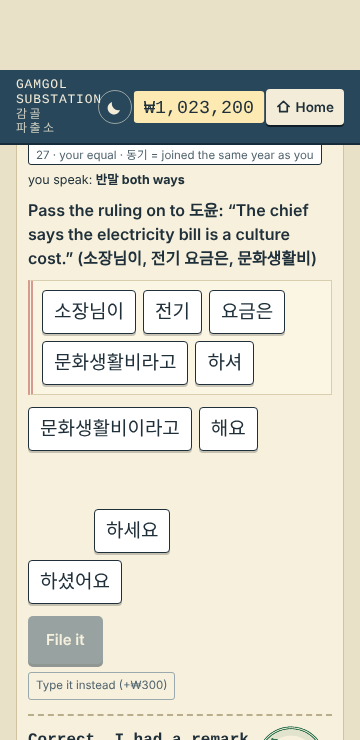 GAMGOL
SUBSTATION
감골
파출소
₩1,023,200
Home
27 · your equal · 동기 = joined the same year as you
you speak: 반말 both ways
Pass the ruling on to 도윤: “The chief
says the electricity bill is a culture
cost.” (소장님이, 전기 요금은, 문화생활비)
소장님이 전기 요금은
문화생활비라고 하셔
문화생활비이라고 해요
하세요
하셨어요
File it
Type it instead (+₩300)
Correct. I had a remark